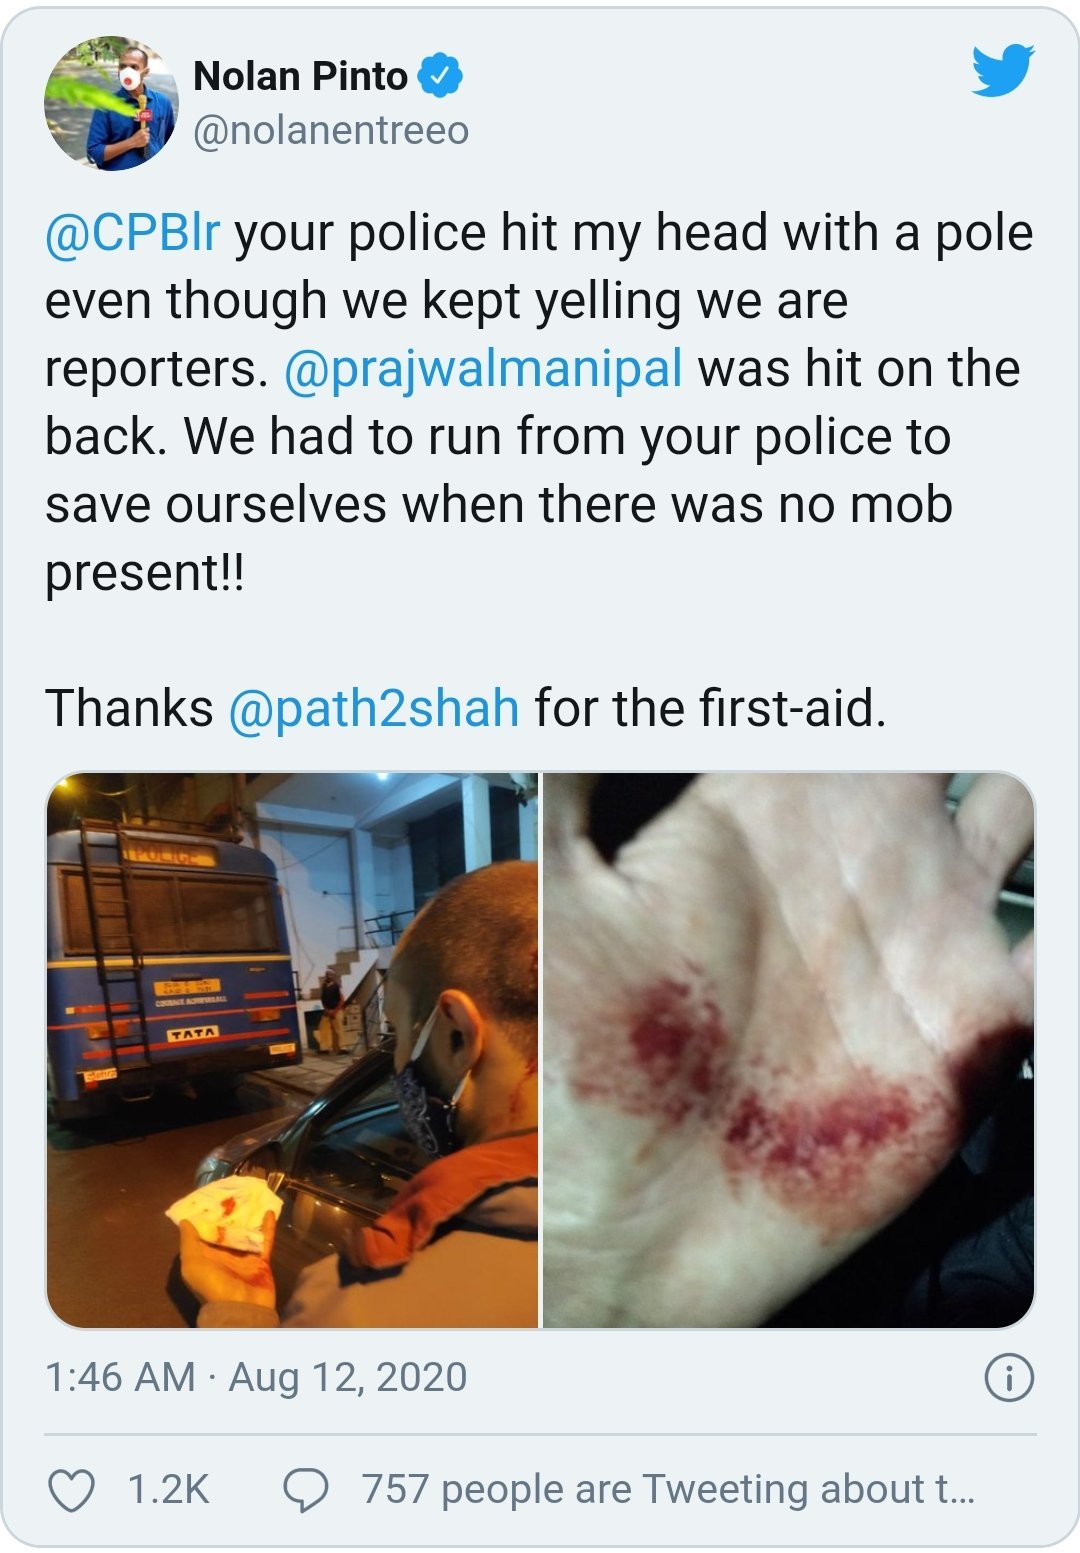 Nolan Pinto
@nolanentreeo
@CPBlr your police hit my head with a pole
even though we kept yelling we are
reporters. @prajwalmanipal was hit on the
back. We had to run from your police to
save ourselves when there was no mob
present!!
Thanks @path2shah for the first-aid.
POLICE
TATA
1:46 AM · Aug 12, 2020
1.2K
757 people are Tweeting about t...